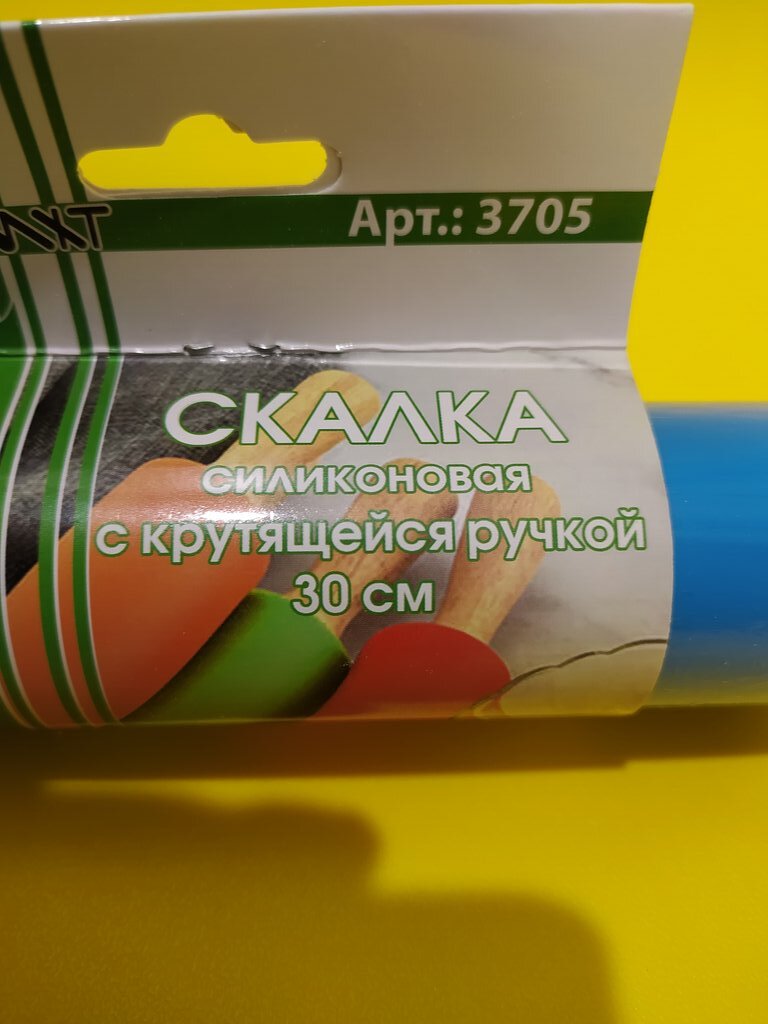 Арт.: 3705
СКАЛКА
силиконовая
с крутящейся ручкой
30 см